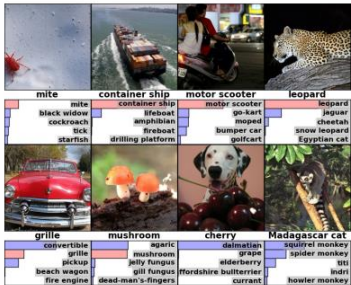 mite
container ship
motor scooter
leopard
mite
black widow
cockroach
tick
starfish
container ship
lifeboat
amphibian
fireboat
drilling platform
motor scooter
go-kart
moped
bumper car
golfcart
leopard
jaguar
cheetah
snow leopard
Egyptian cat
grille
mushroom
cherry
Madagascar cat
convertible
grille
pickup
beach wagon
fire engine
agaric
mushroom
jelly fungus
gill fungus
dead-man's-fingers
dalmatian
grape
elderberry
ffordshire bullterrier
currant
squirrel monkey
spider monkey
titi
indri
howler monkey